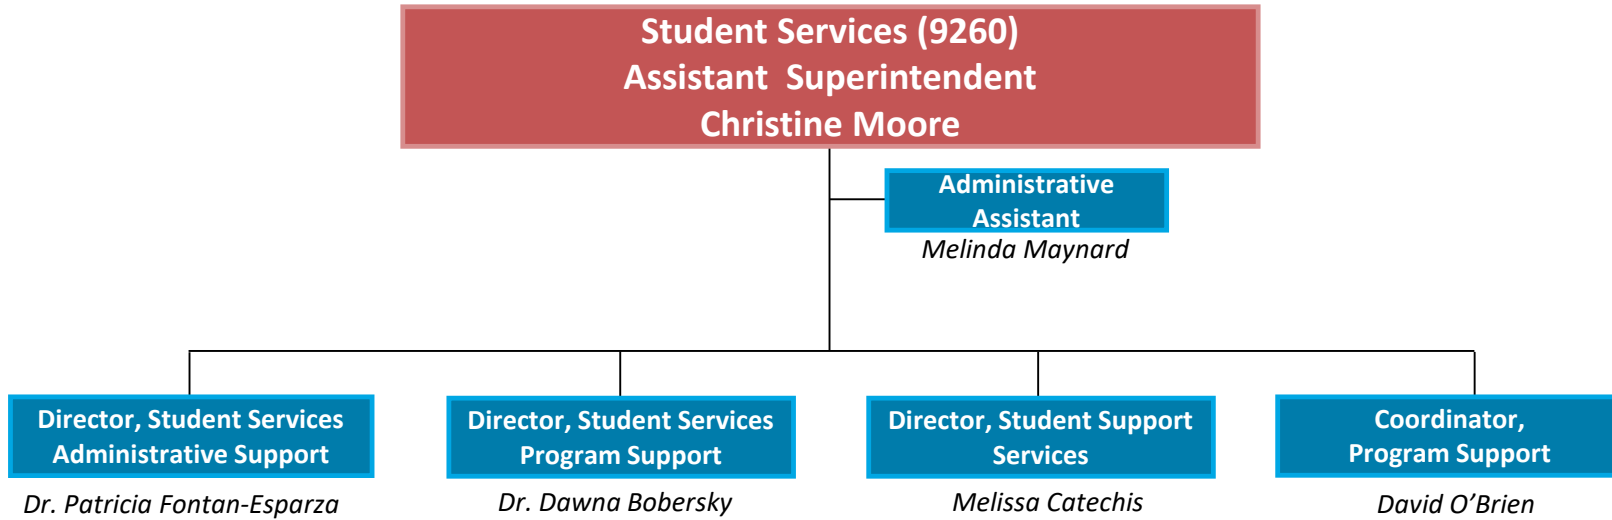 Student Services (9260)
Assistant  Superintendent
Christine Moore
Administrative
Assistant
Melinda Maynard
Director, Student Services
Administrative Support
Dr. Patricia Fontan-Esparza
Director, Student Services
Program Support
Dr. Dawna Bobersky
Director, Student Support
Services
Melissa Catechis
Coordinator,
Program Support
David O’Brien